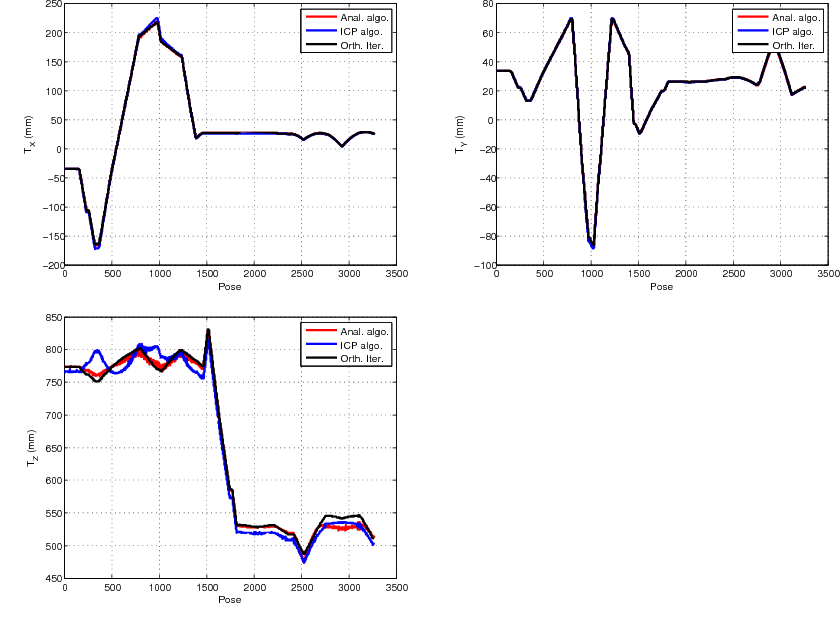 250
200
150
100
50
0
−50
−100
−150
−200
T_X (mm)
0 500 1000 1500 2000 2500 3000 3500
Pose
Anal. algo.
ICP algo.
Orth. Iter.
80
60
40
20
0
−20
−40
−60
−80
−100
T_Y (mm)
0 500 1000 1500 2000 2500 3000 3500
Pose
Anal. algo.
ICP algo.
Orth. Iter.
850
800
750
700
650
600
550
500
450
T_Z (mm)
0 500 1000 1500 2000 2500 3000 3500
Pose
Anal. algo.
ICP algo.
Orth. Iter.